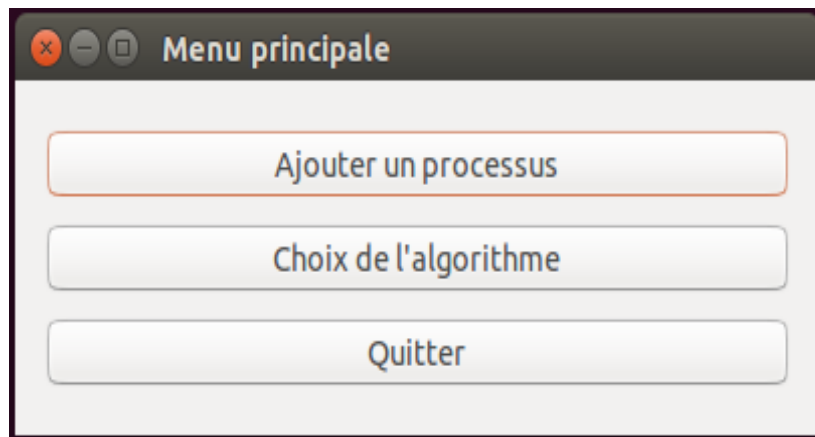 Menu principale
Ajouter un processus
Choix de l'algorithme
Quitter